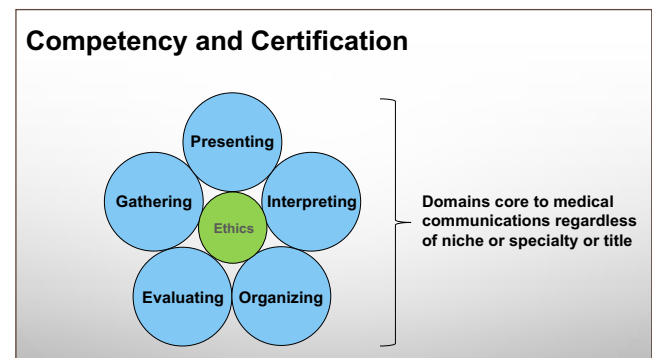 Competency and Certification
Presenting
Gathering
Interpreting
Ethics
Evaluating
Organizing
Domains core to medical
communications regardless
of niche or specialty or title